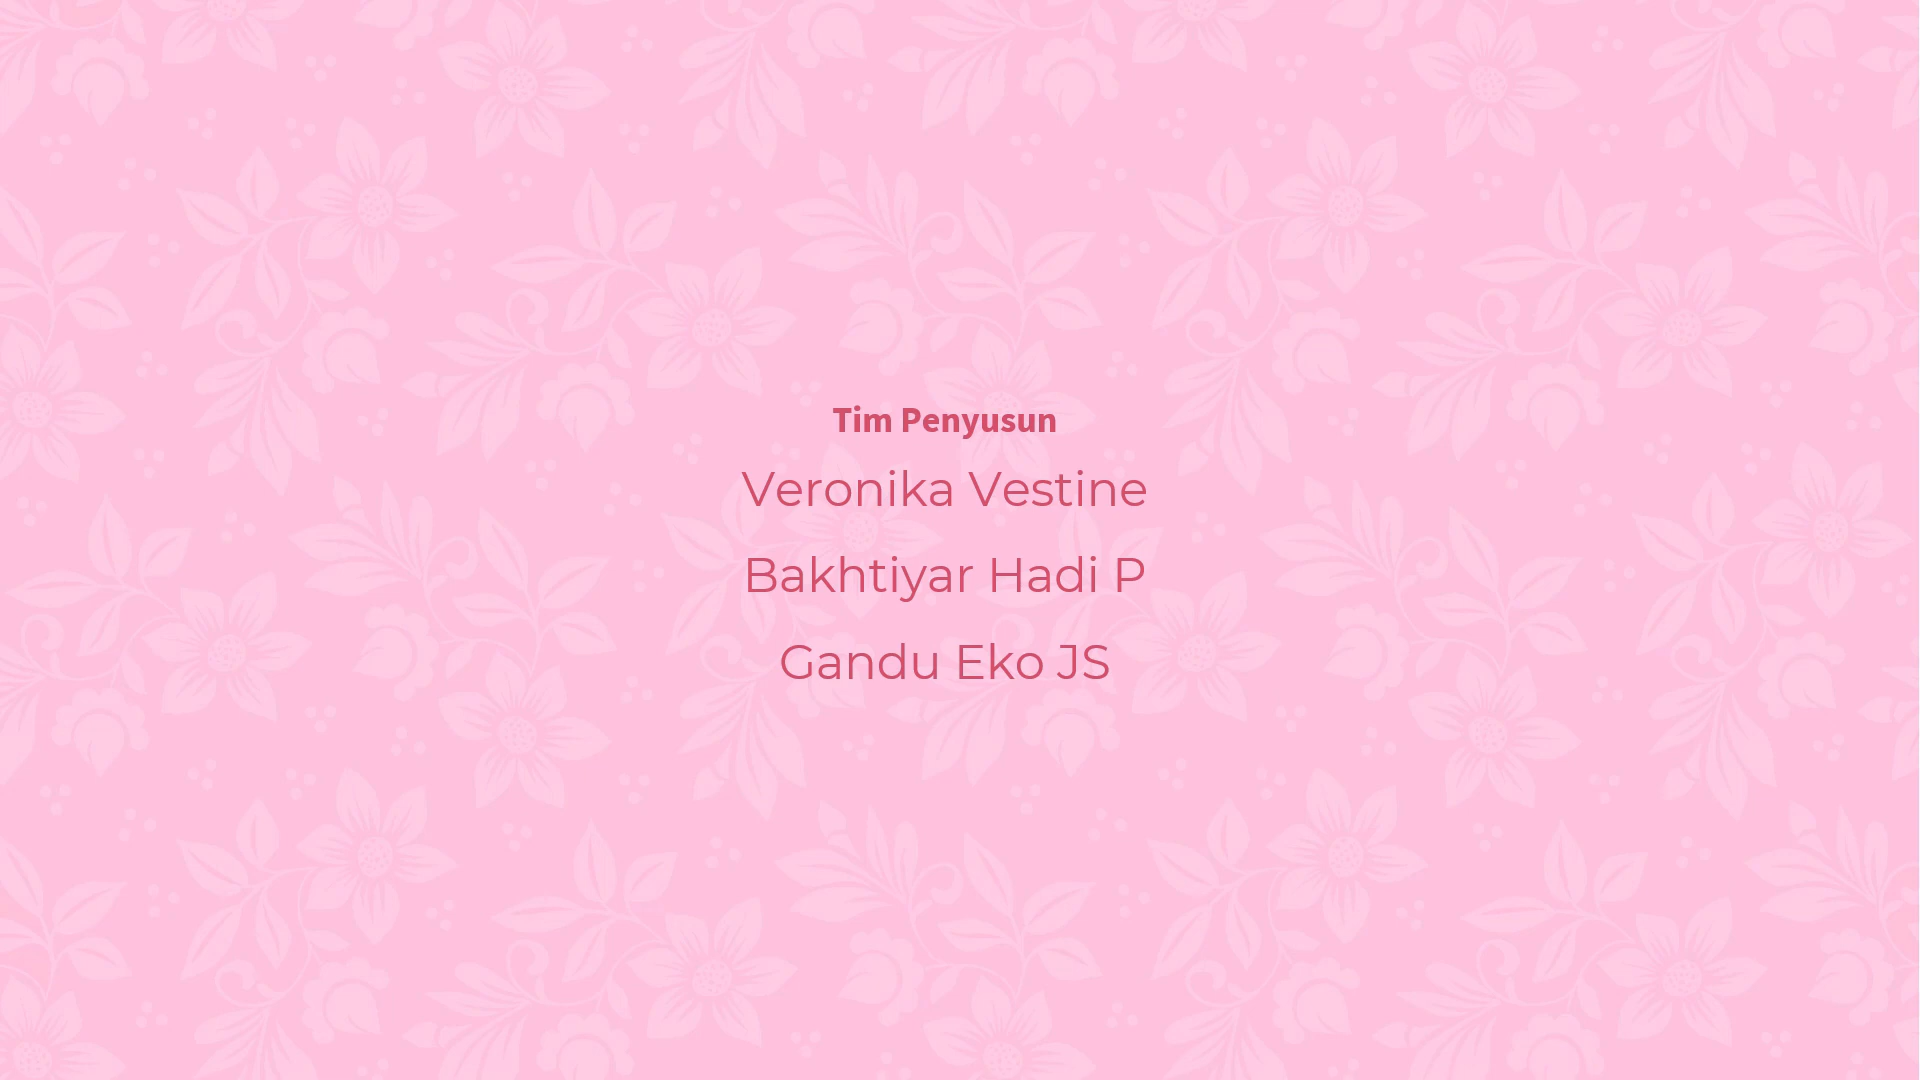 Tim Penyusun
Veronika Vestine
Bakhtiyar Hadi P
Gandu Eko JS